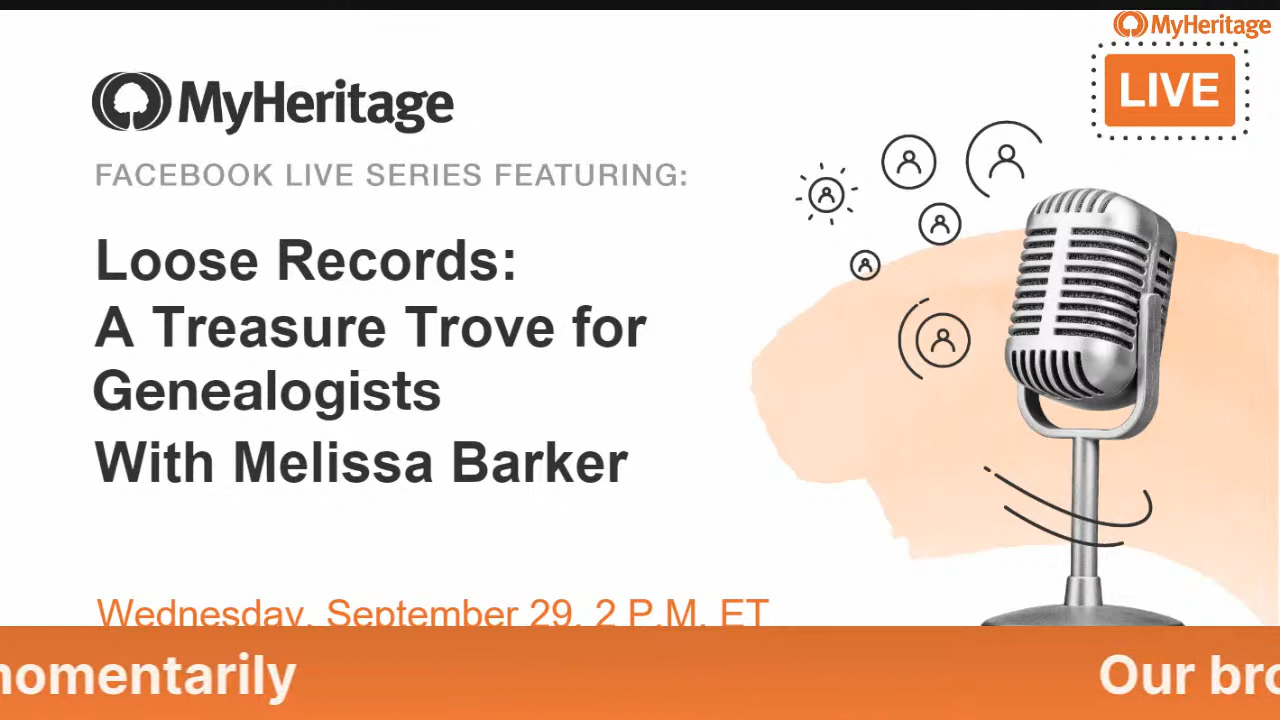 MyHeritage
LIVE
MyHeritage
FACEBOOK LIVE SERIES FEATURING:
Loose Records:
A Treasure Trove for
Genealogists
With Melissa Barker
Wednesday, September 29, 2 P.M. ET
momentarily
Our bro